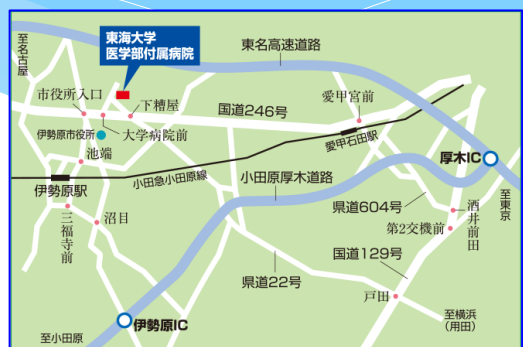 至名古屋
東海大学
医学部付属病院
東名高速道路
市役所入口
下糟屋
国道246号
愛甲宮前
伊勢原市役所
大学病院前
愛甲石田駅
池端
厚木IC
伊勢原駅
小田急小田原線
小田原厚木道路
至東京
三福寺前
沼目
県道604号
酒井前田
第2交機前
国道129号
県道22号
戸田
伊勢原IC
至横浜
(用田)
至小田原